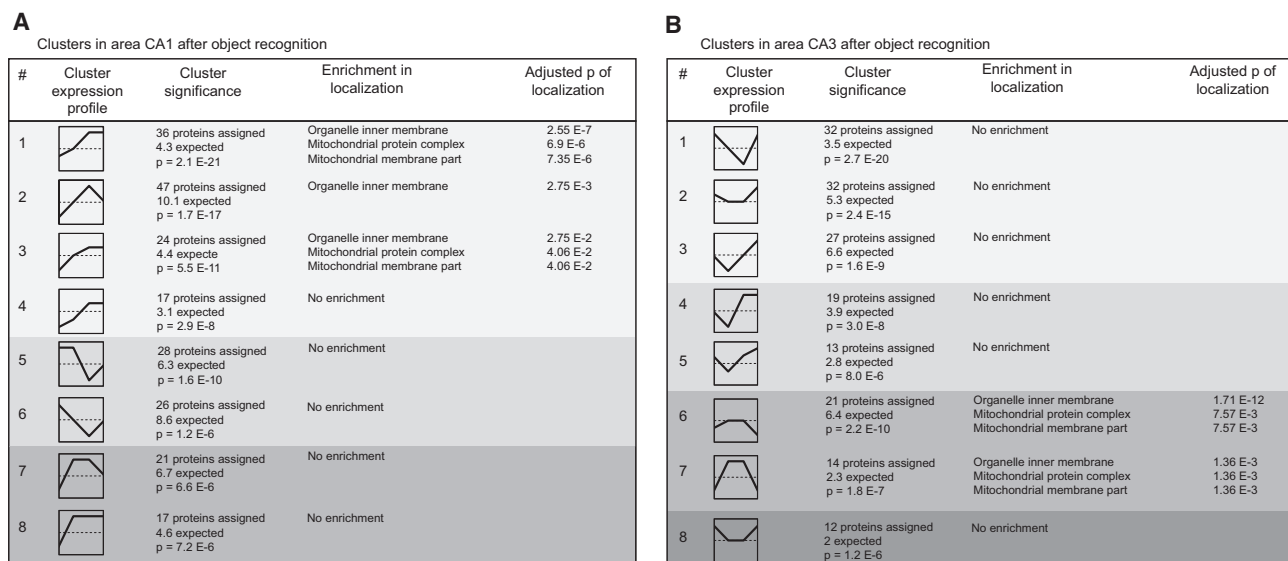 A
Clusters in area CA1 after object recognition
# Cluster expression profile Cluster significance Enrichment in localization Adjusted p of localization
1
36 proteins assigned Organelle inner membrane 2.55 E-7
4.3 expected Mitochondrial protein complex 6.9 E-6
p = 2.1 E-21 Mitochondrial membrane part 7.35 E-6
2
47 proteins assigned Organelle inner membrane 2.75 E-3
10.1 expected
p = 1.7 E-17
3
24 proteins assigned Organelle inner membrane 2.75 E-2
4.4 expecte Mitochondrial protein complex 4.06 E-2
p = 5.5 E-11 Mitochondrial membrane part 4.06 E-2
4
17 proteins assigned No enrichment
3.1 expected
p = 2.9 E-8
5
28 proteins assigned No enrichment
6.3 expected
p = 1.6 E-10
6
26 proteins assigned No enrichment
8.6 expected
p = 1.2 E-6
7
21 proteins assigned No enrichment
6.7 expected
p = 6.6 E-6
8
17 proteins assigned No enrichment
4.6 expected
p = 7.2 E-6
B
Clusters in area CA3 after object recognition
# Cluster expression profile Cluster significance Enrichment in localization Adjusted p of localization
1
32 proteins assigned No enrichment
3.5 expected
p = 2.7 E-20
2
32 proteins assigned No enrichment
5.3 expected
p = 2.4 E-15
3
27 proteins assigned No enrichment
6.6 expected
p = 1.6 E-9
4
19 proteins assigned No enrichment
3.9 expected
p = 3.0 E-8
5
13 proteins assigned No enrichment
2.8 expected
p = 8.0 E-6
6
21 proteins assigned Organelle inner membrane 1.71 E-12
6.4 expected Mitochondrial protein complex 7.57 E-3
p = 2.2 E-10 Mitochondrial membrane part 7.57 E-3
7
14 proteins assigned Organelle inner membrane 1.36 E-3
2.3 expected Mitochondrial protein complex 1.36 E-3
p = 1.8 E-7 Mitochondrial membrane part 1.36 E-3
8
12 proteins assigned No enrichment
2 expected
p = 1.2 E-6